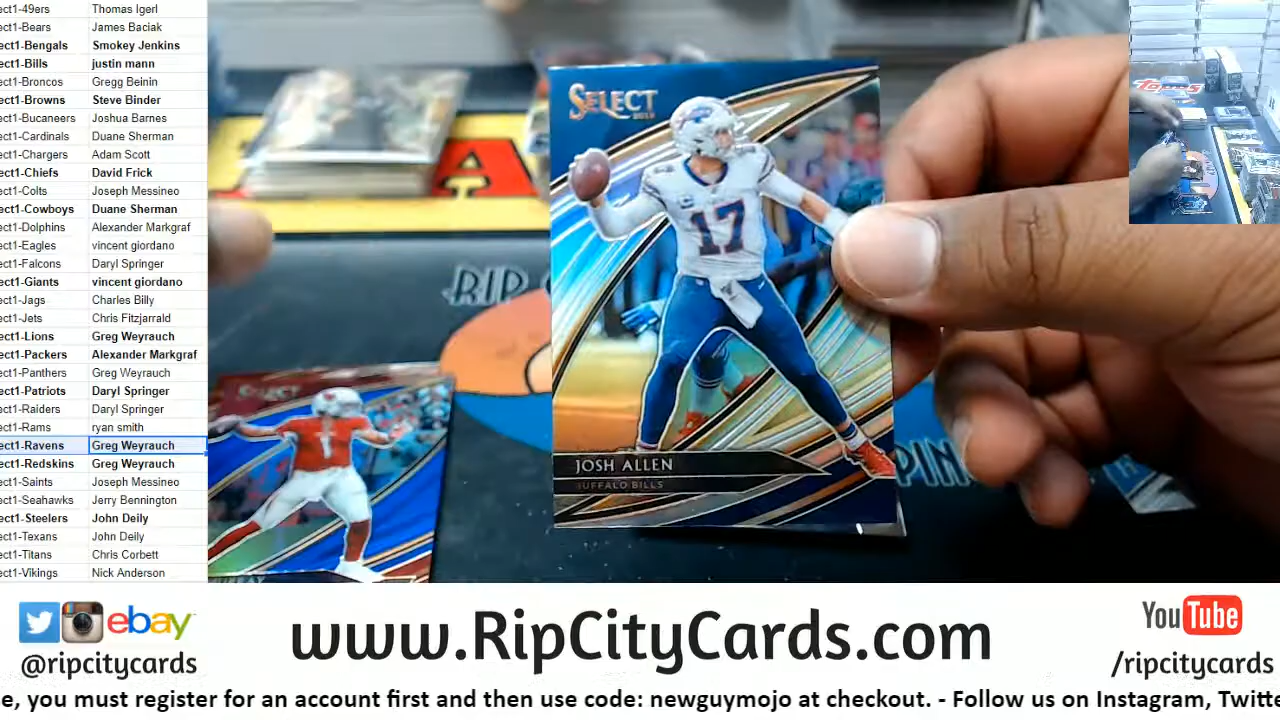 ect1-49ers Thomas Igerl
ect1-Bears James Baciak
ect1-Bengals Smokey Jenkins
ect1-Bills justin mann
ect1-Broncos Gregg Beinin
ect1-Browns Steve Binder
ect1-Bucaneers Joshua Barnes
ect1-Cardinals Duane Sherman
ect1-Chargers Adam Scott
ect1-Chiefs David Frick
ect1-Colts Joseph Messineo
ect1-Cowboys Duane Sherman
ect1-Dolphins Alexander Markgraf
ect1-Eagles vincent giordano
ect1-Falcons Daryl Springer
ect1-Giants vincent giordano
ect1-Jags Charles Billy
ect1-Jets Chris Fitzjarrald
ect1-Lions Greg Weyrauch
ect1-Packers Alexander Markgraf
ect1-Panthers Greg Weyrauch
ect1-Patriots Daryl Springer
ect1-Raiders Daryl Springer
ect1-Rams ryan smith
ect1-Ravens Greg Weyrauch
ect1-Redskins Greg Weyrauch
ect1-Saints Joseph Messineo
ect1-Seahawks Jerry Bennington
ect1-Steelers John Deily
ect1-Texans John Deily
ect1-Titans Chris Corbett
ect1-Vikings Nick Anderson
SELECT
17
JOSH ALLEN
BUFFALO BILLS
SELECT
1
RIP
PIN
topps
ebay
@ripcitycards
www.RipCityCards.com
YouTube
/ripcitycards
e, you must register for an account first and then use code: newguymojo at checkout. - Follow us on Instagram, Twitte